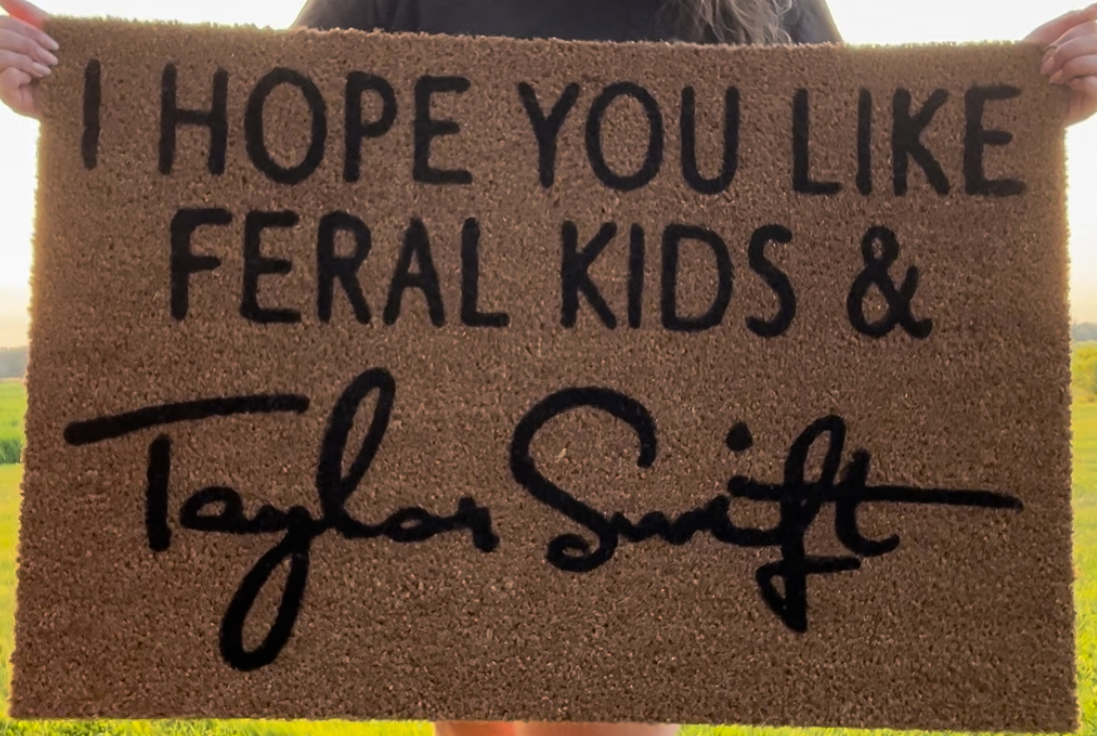 I HOPE YOU LIKE
FERAL KIDS &
Taylor Swift